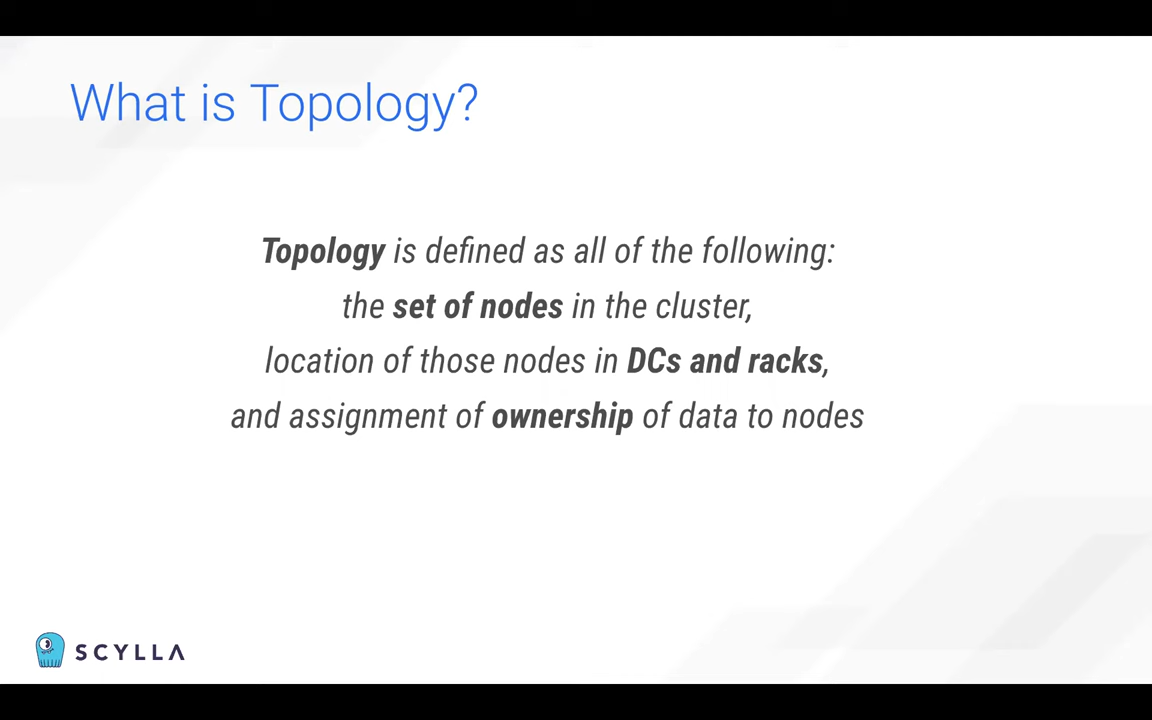 What is Topology?
Topology is defined as all of the following:
the set of nodes in the cluster,
location of those nodes in DCs and racks,
and assignment of ownership of data to nodes
SCYLLA